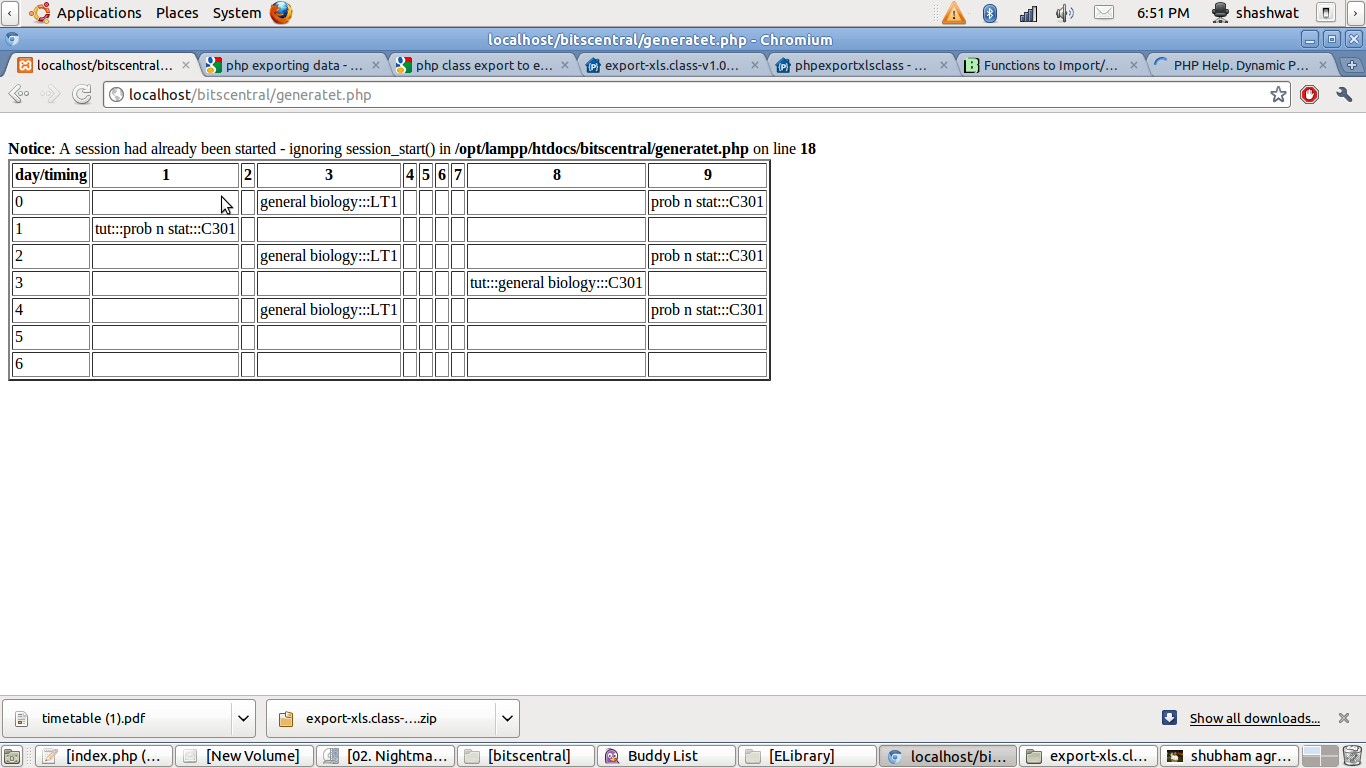 Applications Places System 6:51 PM shashwat
localhost/bitscentral/generatet.php - Chromium
localhost/bitscentral... php exporting data - ... php class export to e... export-xls.class-v1.0... phpexportxlsclass - ... Functions to Import/... PHP Help. Dynamic P...
localhost/bitscentral/generatet.php
Notice: A session had already been started - ignoring session_start() in /opt/lampp/htdocs/bitscentral/generatet.php on line 18
day/timing 1 2 3 4 5 6 7 8 9
0 general biology:::LT1 prob n stat:::C301
1 tut:::prob n stat:::C301
2 general biology:::LT1 prob n stat:::C301
3 tut:::general biology:::C301
4 general biology:::LT1 prob n stat:::C301
5
6
timetable (1).pdf export-xls.class-....zip Show all downloads...
[index.php (... [New Volume] [02. Nightma... [bitscentral] Buddy List [ELibrary] localhost/bi... export-xls.cl... shubham agr...